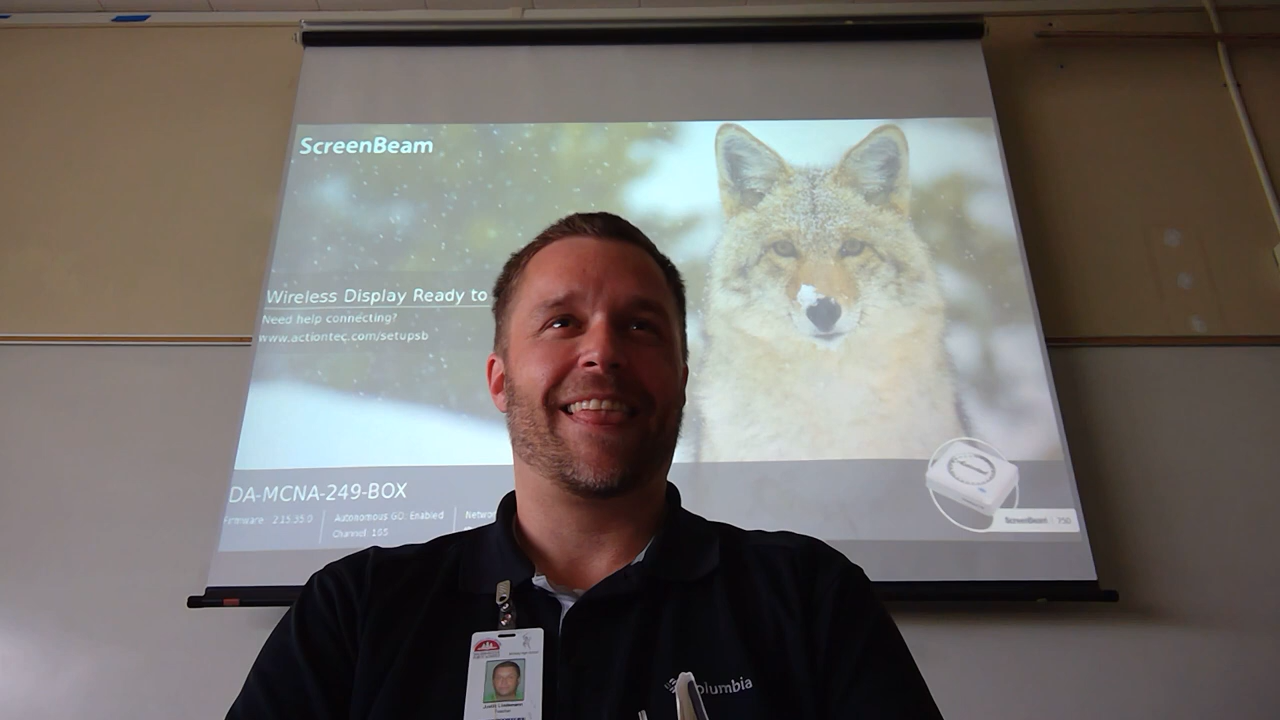 ScreenBeam
Wireless Display Ready to
Need help connecting?
www.actiontec.com/setupsb
DA-MCNA-249-BOX
Firmware 2.15.35.0
Autonomous GO: Enabled
Channel: 165
ScreenBeam 750
Columbia